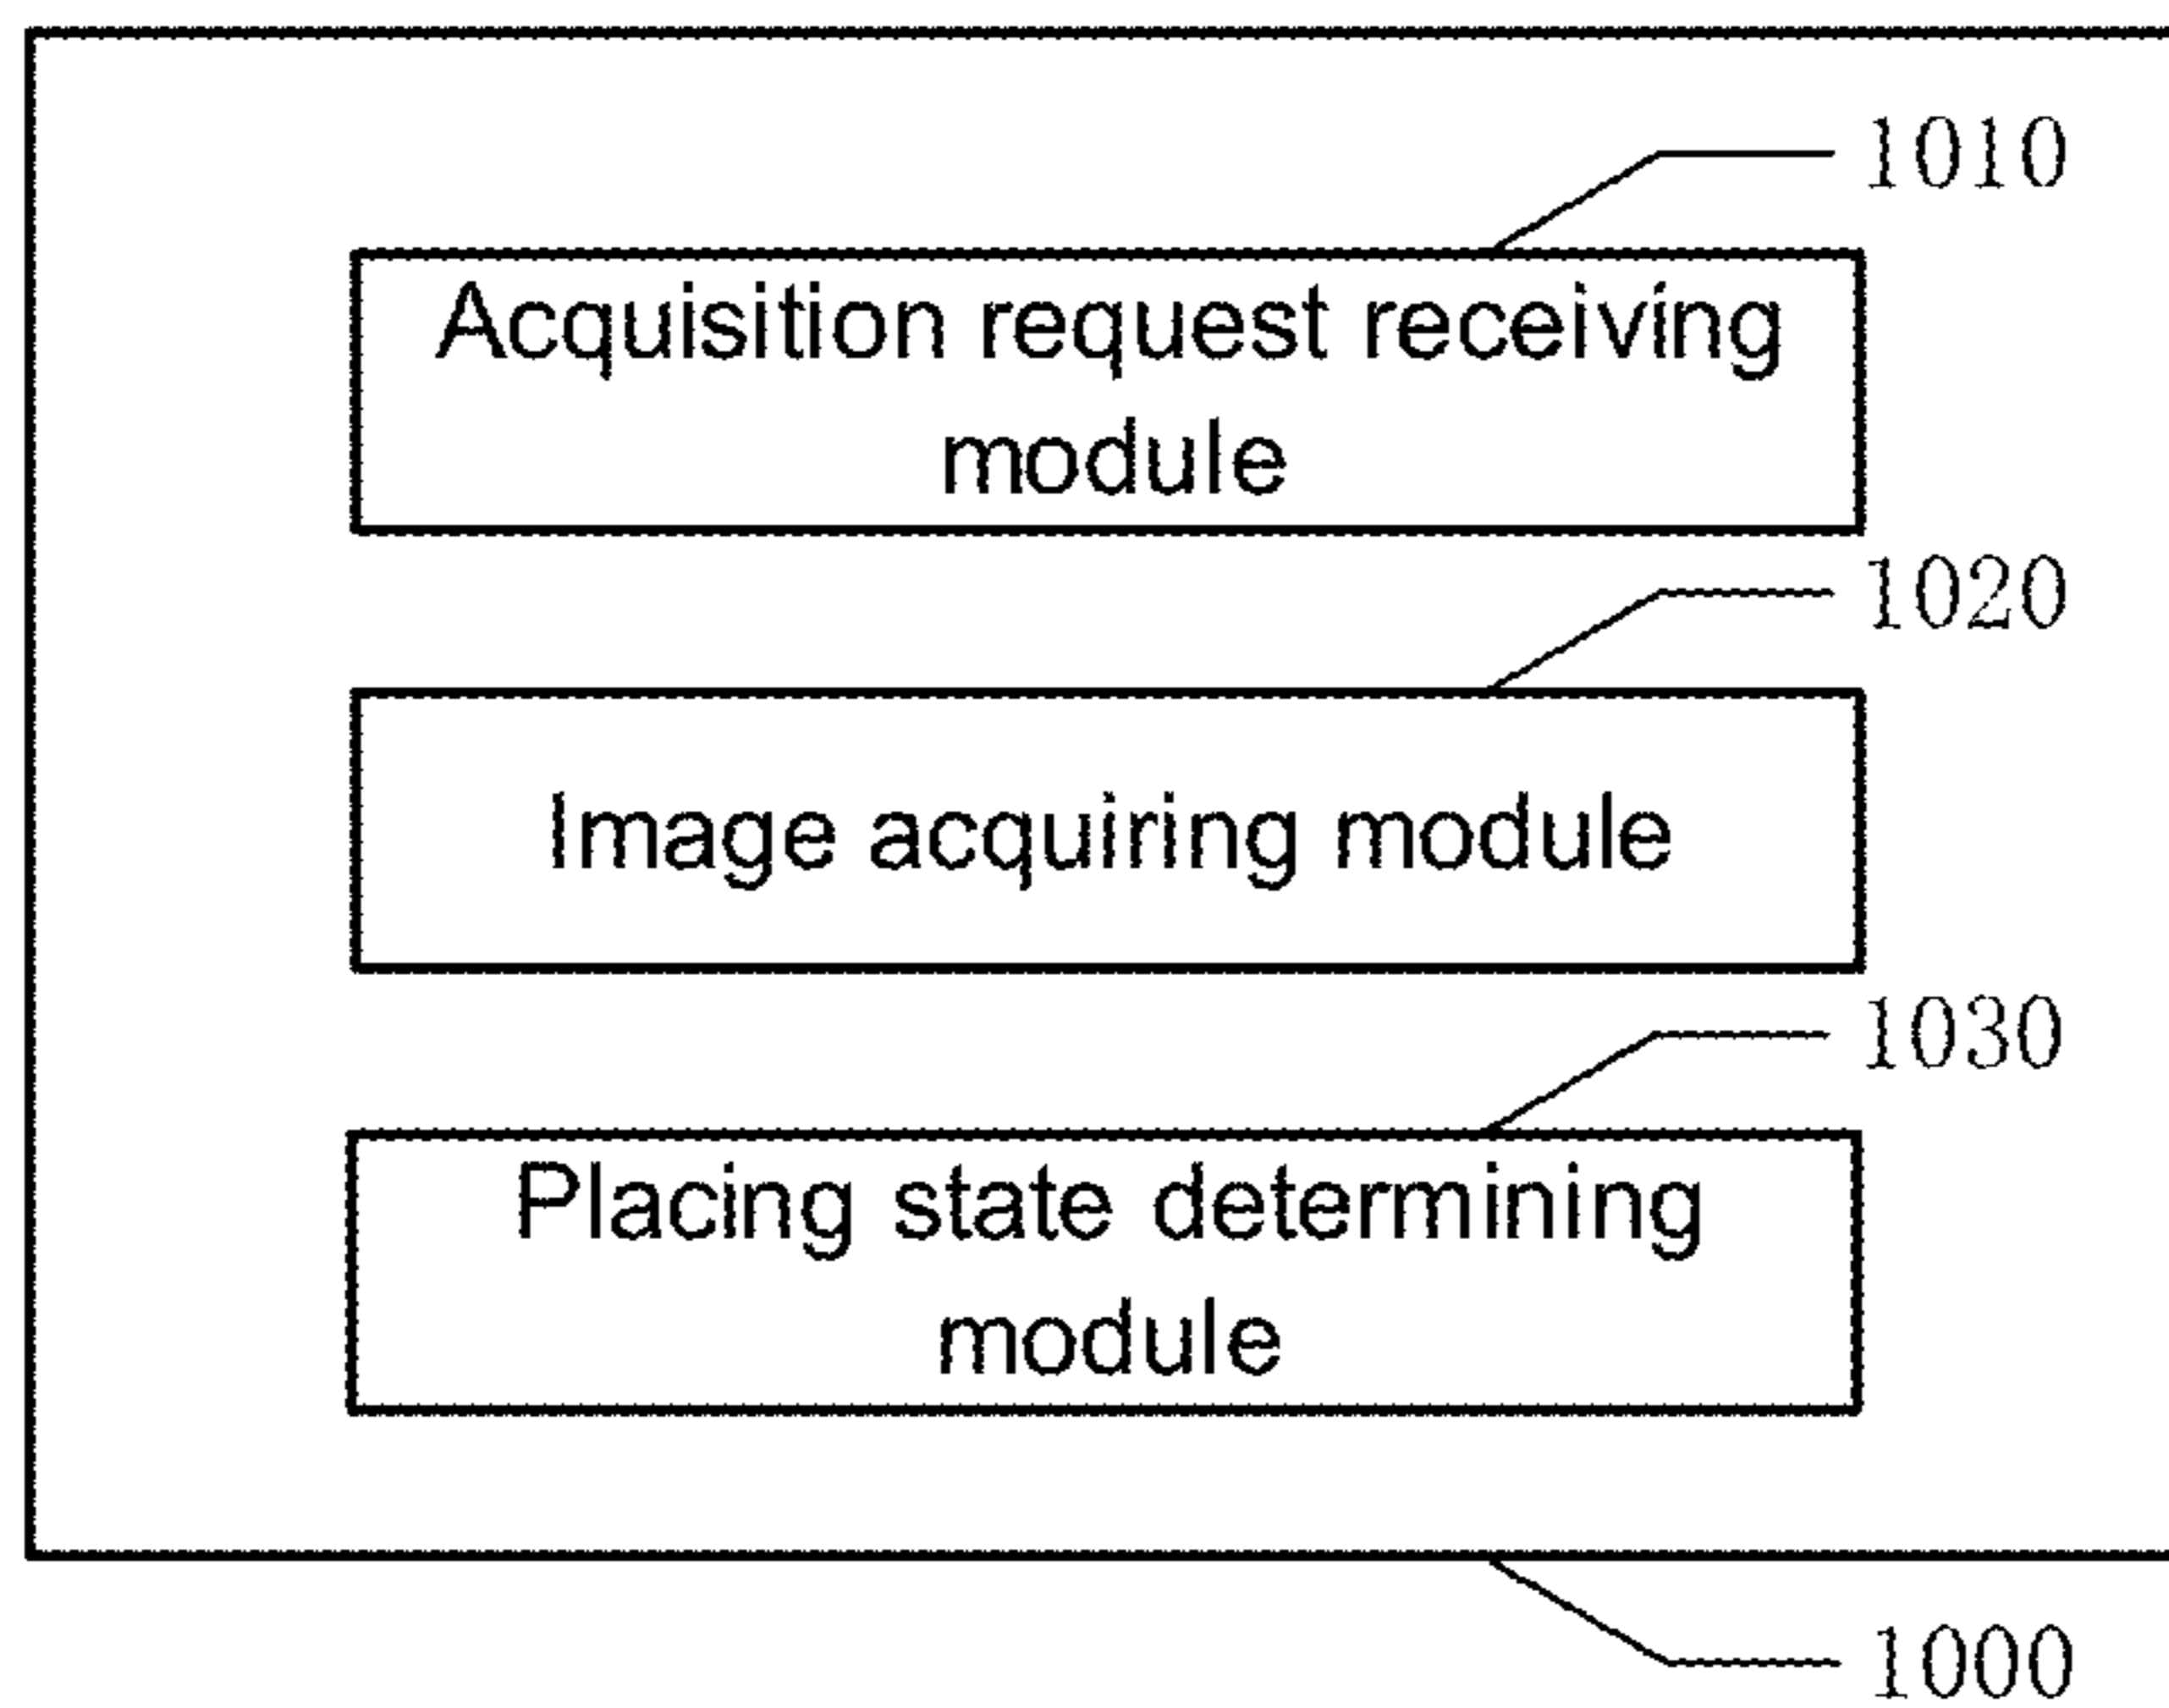 1010
Acquisition request receiving
module
1020
Image acquiring module
1030
Placing state determining
module
1000